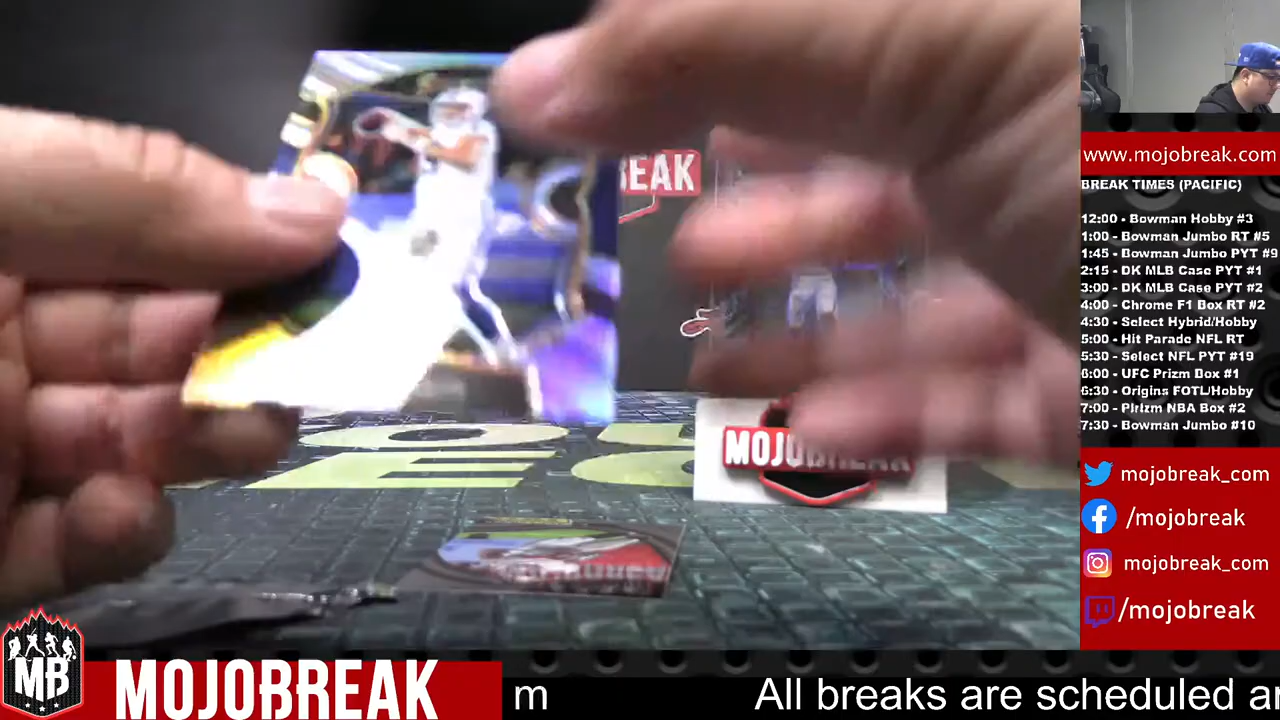 EAK
MOJOBREAK
www.mojobreak.com
BREAK TIMES (PACIFIC)
12:00 - Bowman Hobby #3
1:00 - Bowman Jumbo RT #5
1:45 - Bowman Jumbo PYT #9
2:15 - DK MLB Case PYT #1
3:00 - DK MLB Case PYT #2
4:00 - Chrome F1 Box RT #2
4:30 - Select Hybrid/Hobby
5:00 - Hit Parade NFL RT
5:30 - Select NFL PYT #19
6:00 - UFC Prizm Box #1
6:30 - Origins FOTL/Hobby
7:00 - Pirizm NBA Box #2
7:30 - Bowman Jumbo #10
mojobreak_com
/mojobreak
mojobreak_com
/mojobreak
MB
MOJOBREAK
m All breaks are scheduled a